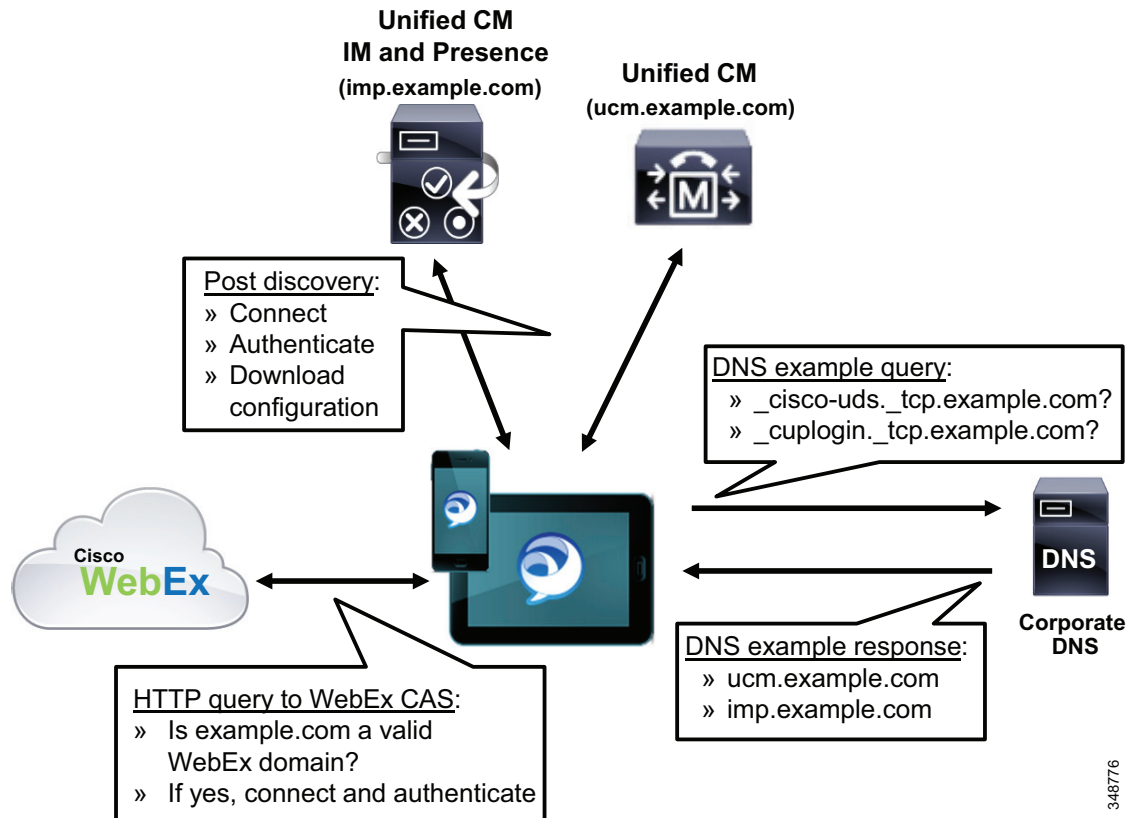 Unified CM
IM and Presence
(imp.example.com)
Unified CM
(ucm.example.com)
M
Post discovery:
» Connect
» Authenticate
» Download
configuration
DNS example query:
» _cisco-uds._tcp.example.com?
» _cuplogin._tcp.example.com?
Cisco
WebEx
DNS
Corporate
DNS
DNS example response:
» ucm.example.com
» imp.example.com
HTTP query to WebEx CAS:
» Is example.com a valid
WebEx domain?
» If yes, connect and authenticate
348776